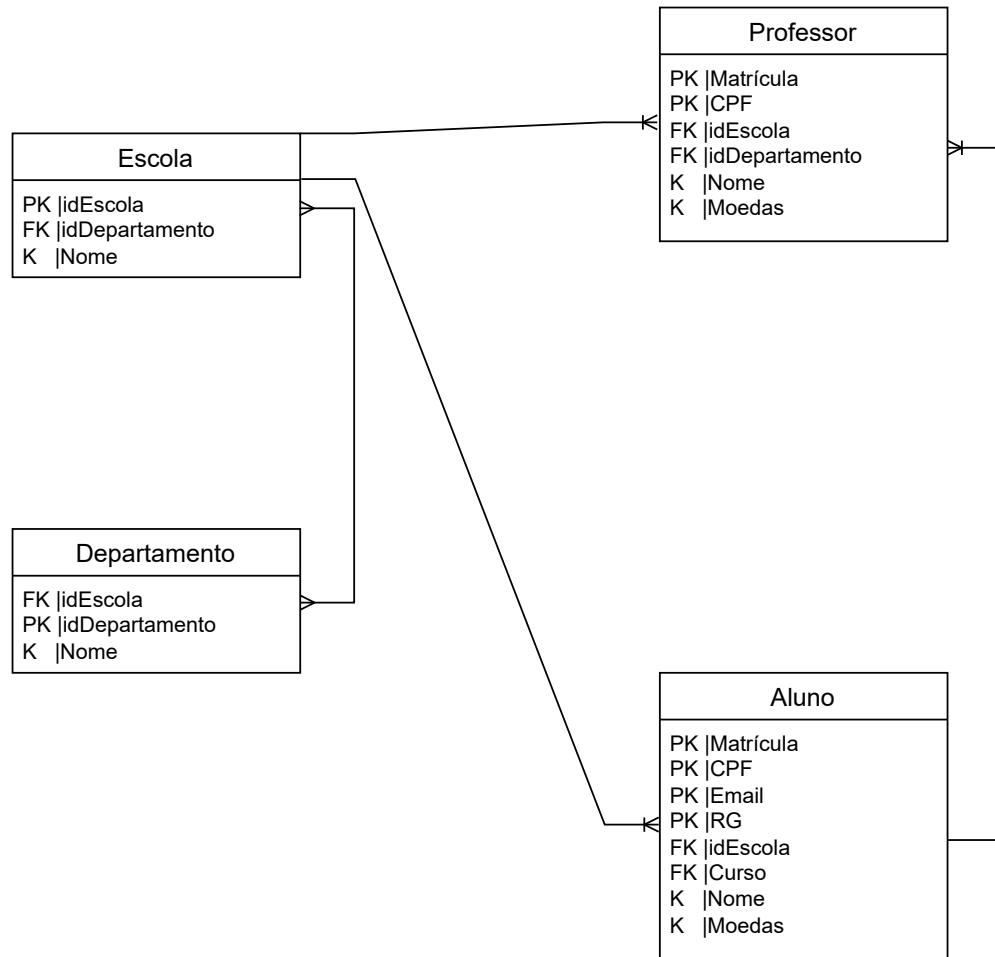 Professor
PK |Matrícula
PK |CPF
FK |idEscola
FK |idDepartamento
K |Nome
K |Moedas
Escola
PK |idEscola
FK |idDepartamento
K |Nome
Departamento
FK |idEscola
PK |idDepartamento
K |Nome
Aluno
PK |Matrícula
PK |CPF
PK |Email
PK |RG
FK |idEscola
FK |Curso
K |Nome
K |Moedas